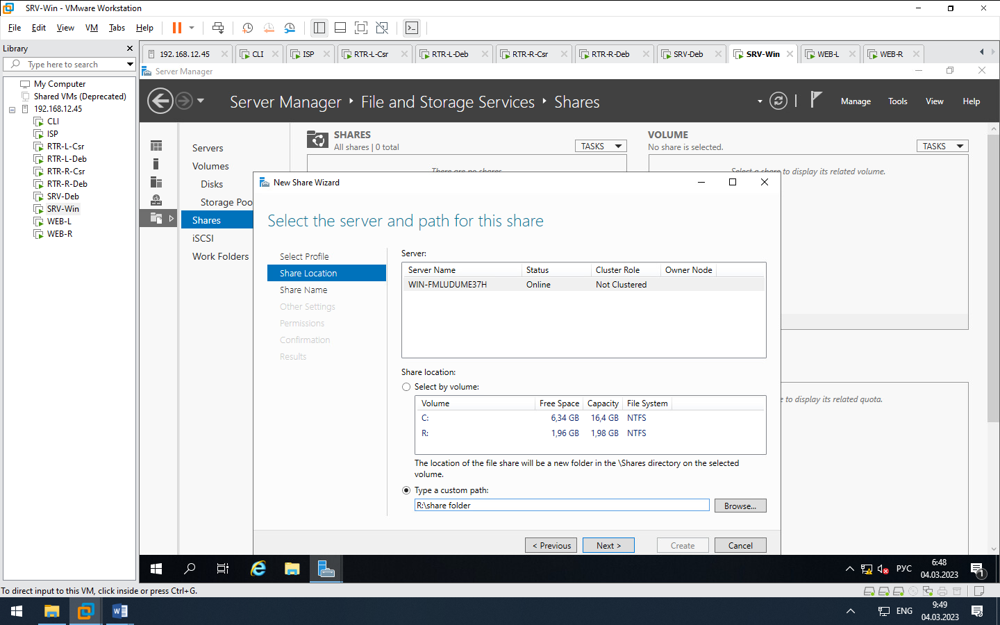 SRV-Win - VMware Workstation
File Edit View VM Tabs Help
Library
Type here to search
My Computer
Shared VMs (Deprecated)
192.168.12.45
CLI
ISP
RTR-L-Csr
RTR-L-Deb
RTR-R-Csr
RTR-R-Deb
SRV-Deb
SRV-Win
WEB-L
WEB-R
192.168.12.45 CLI ISP RTR-L-Csr RTR-L-Deb RTR-R-Csr RTR-R-Deb SRV-Deb SRV-Win WEB-L WEB-R
Server Manager
Server Manager File and Storage Services Shares
Manage Tools View Help
Servers
Volumes
Disks
Storage Poo
Shares
iSCSI
Work Folders
SHARES
All shares | 0 total
TASKS
There are no shares.
VOLUME
No share is selected.
TASKS
Select a share to display its related volume.
e to display its related quota.
New Share Wizard
Select the server and path for this share
Select Profile
Share Location
Share Name
Other Settings
Permissions
Confirmation
Results
Server:
Server Name Status Cluster Role Owner Node
WIN-FMLUDUME37H Online Not Clustered
Share location:
Select by volume:
Volume Free Space Capacity File System
C: 6,34 GB 16,4 GB NTFS
R: 1,96 GB 1,98 GB NTFS
The location of the file share will be a new folder in the \Shares directory on the selected
volume.
Type a custom path:
R:\share folder
Browse...
< Previous Next > Create Cancel
РУС
6:48
04.03.2023
1
To direct input to this VM, click inside or press Ctrl+G.
ENG
9:49
04.03.2023